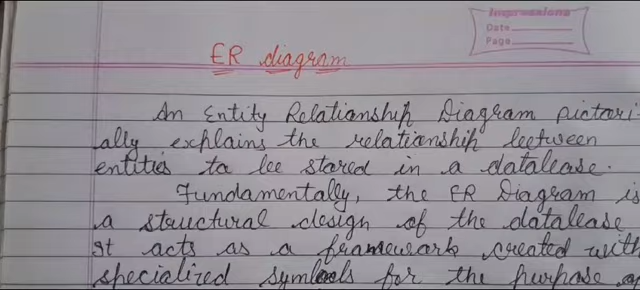 Impressions
Date
Page
ER diagram
An Entity Relationship Diagram pictori-
ally explains the relationship between
entities to be stored in a database.
Fundamentally, the ER Diagram is
a structural design of the database
It acts as a framework created with
specialized symbols for the purpose of